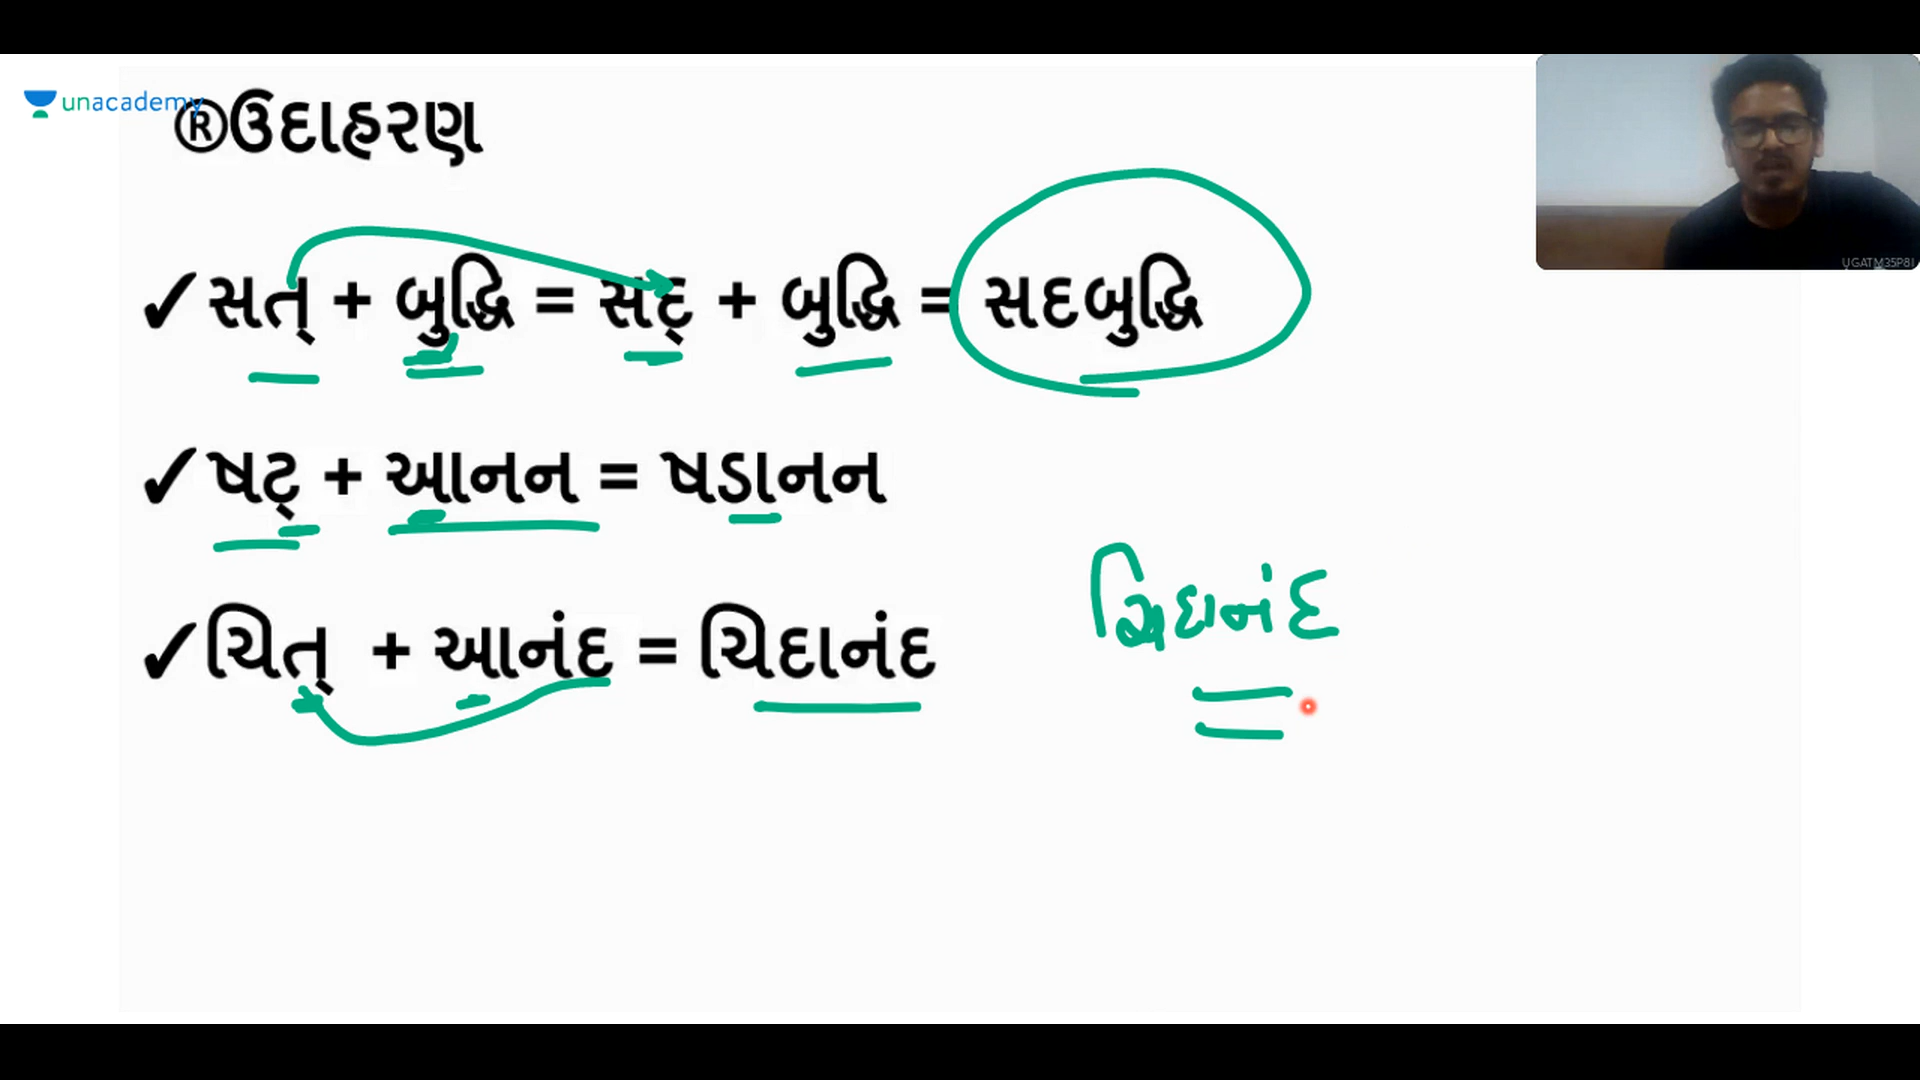 unacademy
®ઉદાહરણ
✓સત્ + બુદ્ધિ = સદ્ + બુદ્ધિ = સદબુદ્ધિ
✓ષટ્ + આનન = ષડાનન
ચિદાનંદ
✓ચિત્ + આનંદ = ચિદાનંદ
UGATM35P8I